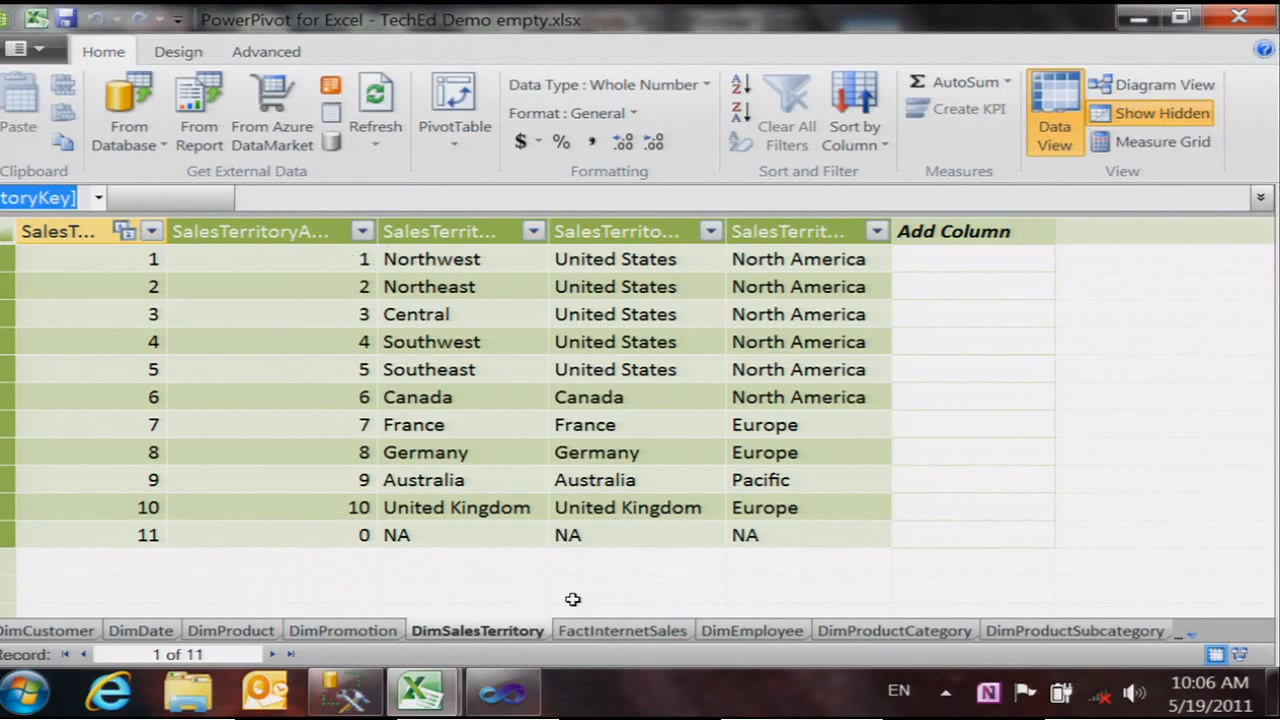 PowerPivot for Excel - TechEd Demo empty.xlsx
Home Design Advanced
Paste
From Database
From Report
From Azure DataMarket
Refresh
PivotTable
Data Type : Whole Number
Format : General
$ % ,
Clear All Filters
Sort by Column
Σ AutoSum
Create KPI
Data View
Diagram View
Show Hidden
Measure Grid
Clipboard Get External Data Formatting Sort and Filter Measures View
toryKey]
SalesT... SalesTerritoryA... SalesTerrit... SalesTerrito... SalesTerrit... Add Column
1 1 Northwest United States North America
2 2 Northeast United States North America
3 3 Central United States North America
4 4 Southwest United States North America
5 5 Southeast United States North America
6 6 Canada Canada North America
7 7 France France Europe
8 8 Germany Germany Europe
9 9 Australia Australia Pacific
10 10 United Kingdom United Kingdom Europe
11 0 NA NA NA
DimCustomer DimDate DimProduct DimPromotion DimSalesTerritory FactInternetSales DimEmployee DimProductCategory DimProductSubcategory
Record: 1 of 11
EN
10:06 AM
5/19/2011